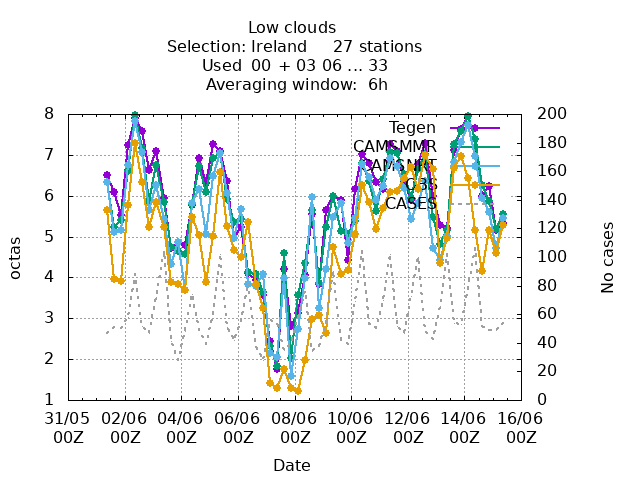 Low clouds
Selection: Ireland 27 stations
Used 00 + 03 06 ... 33
Averaging window: 6h
8
7
6
5
4
3
2
1
200
180
160
140
120
100
80
60
40
20
0
octas
No cases
Tegen
CAMSMMR
CAMSNRT
OBS
CASES
31/05 02/06 04/06 06/06 08/06 10/06 12/06 14/06 16/06
00Z 00Z 00Z 00Z 00Z 00Z 00Z 00Z 00Z
Date